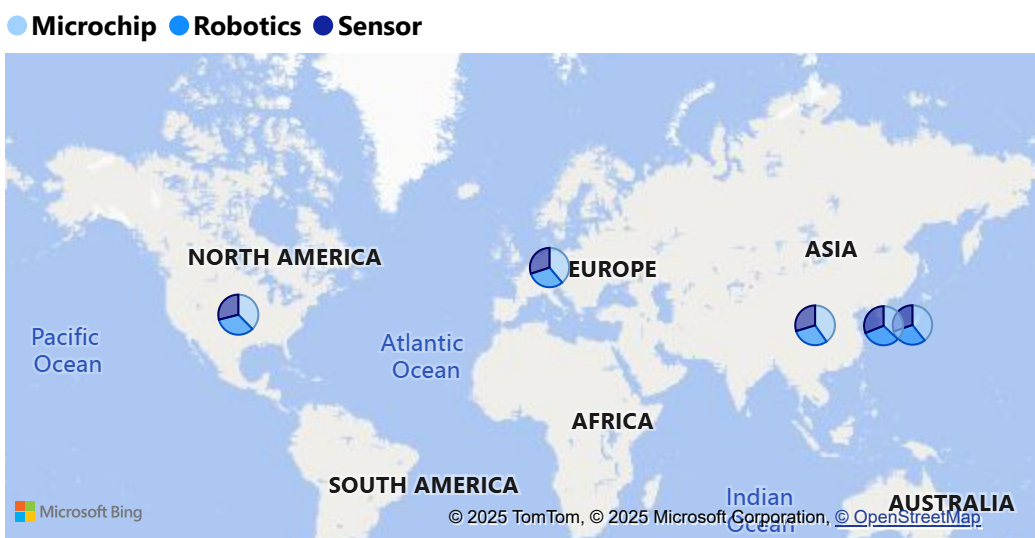 Microchip Robotics Sensor
NORTH AMERICA
EUROPE
ASIA
Pacific
Ocean
Atlantic
Ocean
AFRICA
SOUTH AMERICA
Indian
Ocean
AUSTRALIA
Microsoft Bing
© 2025 TomTom, © 2025 Microsoft Corporation, © OpenStreetMap